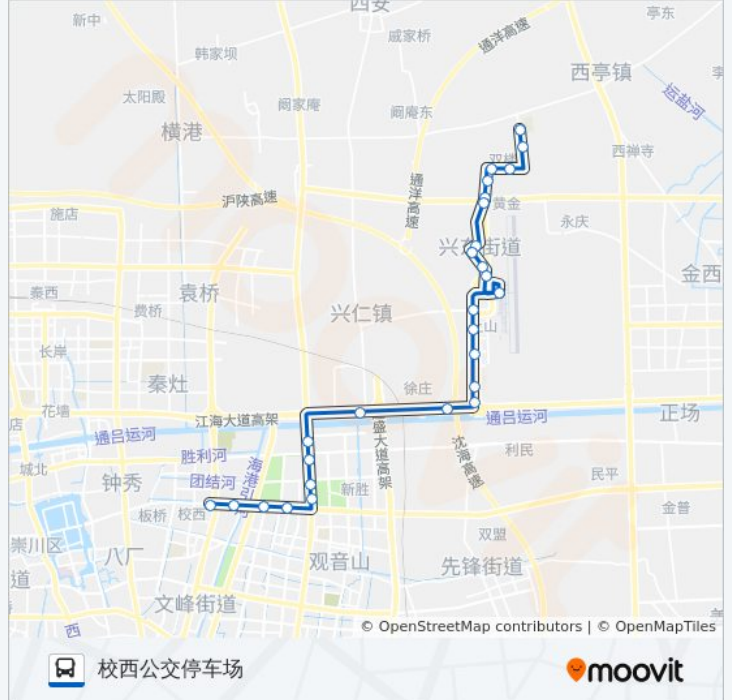 西安
新中
亭东
戚家桥
通洋高速
韩家坝
西亭镇
太阳殿
阚家庵
阚庵东
运盐河
横港
西禅寺
沪陕高速
通洋高速
黄金
施店
永庆
兴东街道
金西
秦西
袁桥
费桥
兴仁镇
长岸
秦灶
徐庄
花墙
江海大道高架
通吕运河
正场
店
通吕运河
盛大道高架
沈海高速
利民
胜利河
城北
团结河
民平
钟秀
新胜
板桥
校西
金普
崇川区
双盟
八厂
观音山
先锋街道
道
文峰街道
西
© OpenStreetMap contributors | © OpenMapTiles
校西公交停车场
moovit